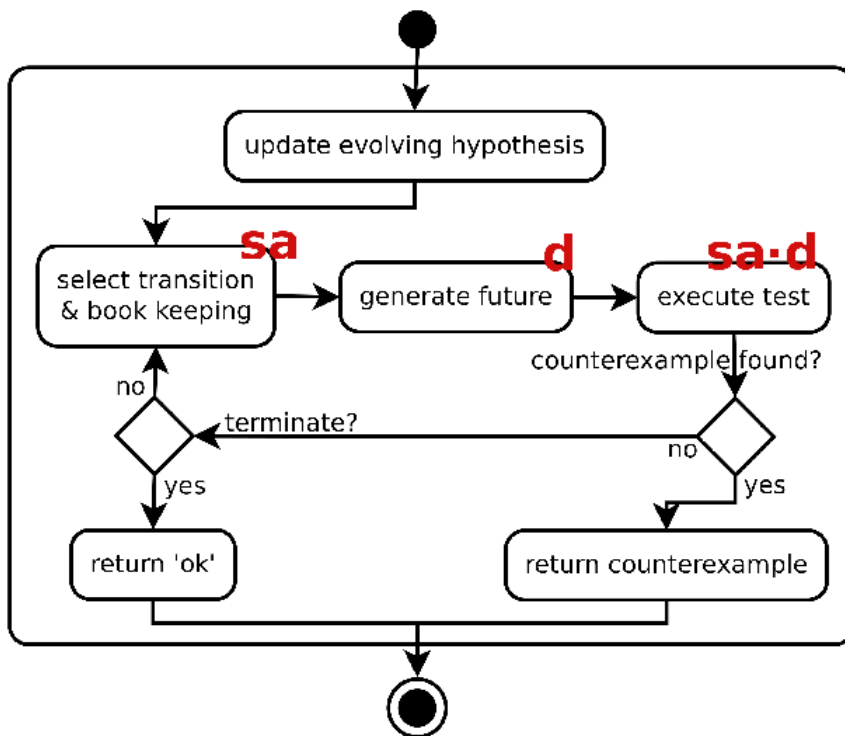 update evolving hypothesis
sa
d
sa·d
select transition
& book keeping
generate future
execute test
counterexample found?
no
terminate?
no
yes
yes
return 'ok'
return counterexample